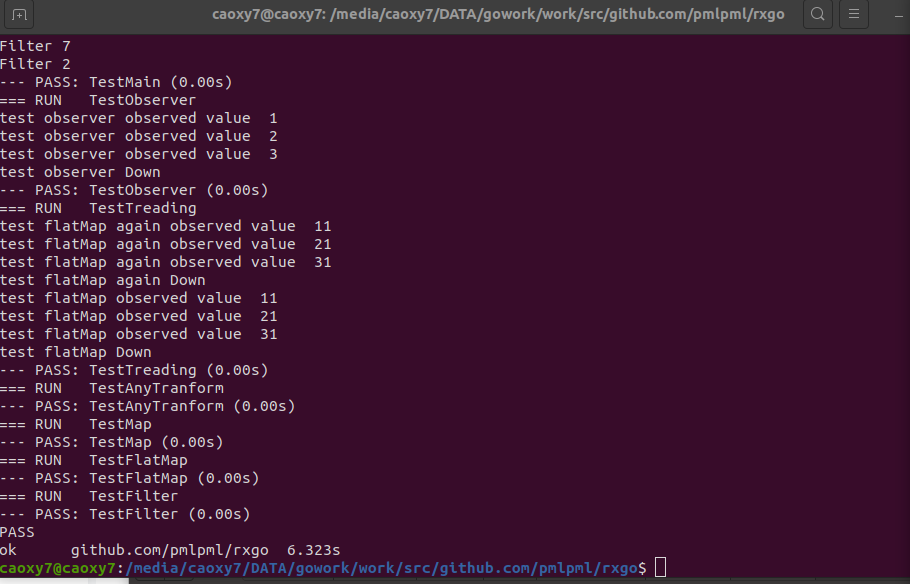 caoxy7@caoxy7: /media/caoxy7/DATA/gowork/work/src/github.com/pmlpml/rxgo
Filter 7
Filter 2
--- PASS: TestMain (0.00s)
=== RUN   TestObserver
test observer observed value  1
test observer observed value  2
test observer observed value  3
test observer Down
--- PASS: TestObserver (0.00s)
=== RUN   TestTreading
test flatMap again observed value  11
test flatMap again observed value  21
test flatMap again observed value  31
test flatMap again Down
test flatMap observed value  11
test flatMap observed value  21
test flatMap observed value  31
test flatMap Down
--- PASS: TestTreading (0.00s)
=== RUN   TestAnyTranform
--- PASS: TestAnyTranform (0.00s)
=== RUN   TestMap
--- PASS: TestMap (0.00s)
=== RUN   TestFlatMap
--- PASS: TestFlatMap (0.00s)
=== RUN   TestFilter
--- PASS: TestFilter (0.00s)
PASS
ok      github.com/pmlpml/rxgo  6.323s
caoxy7@caoxy7:/media/caoxy7/DATA/gowork/work/src/github.com/pmlpml/rxgo$